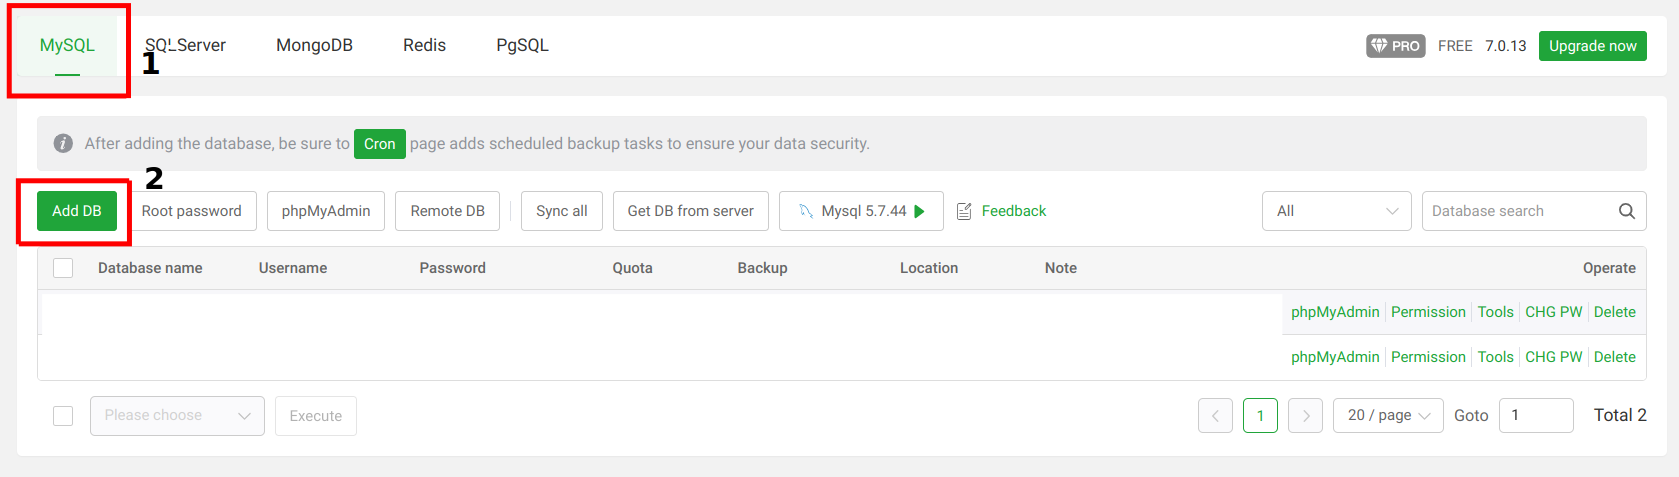 MySQL SQLServer MongoDB Redis PgSQL PRO FREE 7.0.13 Upgrade now
1
After adding the database, be sure to Cron page adds scheduled backup tasks to ensure your data security.
2
Add DB Root password phpMyAdmin Remote DB Sync all Get DB from server Mysql 5.7.44 Feedback All Database search
Database name Username Password Quota Backup Location Note Operate
phpMyAdmin Permission Tools CHG PW Delete
phpMyAdmin Permission Tools CHG PW Delete
Please choose Execute 1 20 / page Goto 1 Total 2